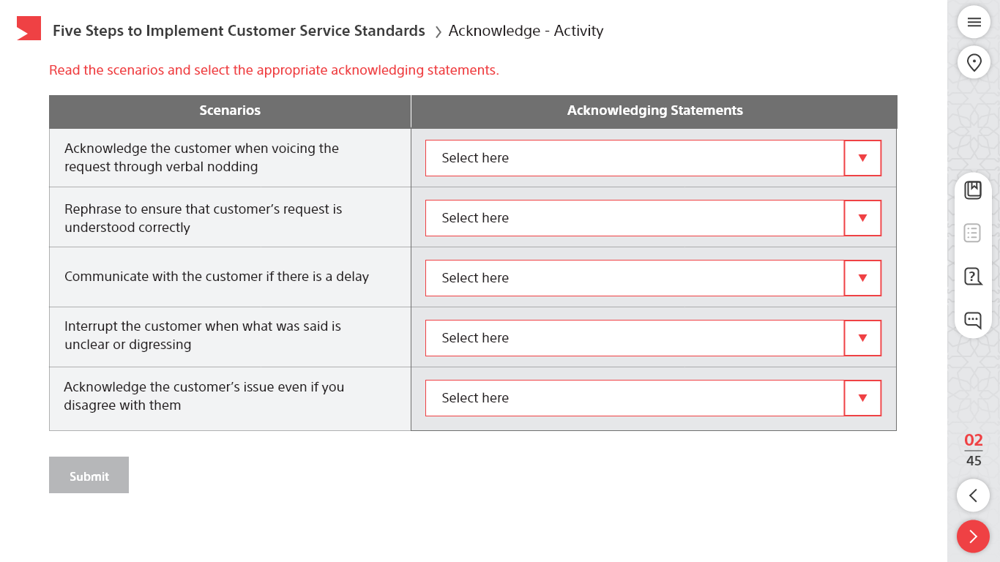 Five Steps to Implement Customer Service Standards > Acknowledge - Activity
Read the scenarios and select the appropriate acknowledging statements.
Scenarios
Acknowledging Statements
Acknowledge the customer when voicing the
request through verbal nodding
Select here
Rephrase to ensure that customer’s request is
understood correctly
Select here
Communicate with the customer if there is a delay
Select here
Interrupt the customer when what was said is
unclear or digressing
Select here
Acknowledge the customer’s issue even if you
disagree with them
Select here
Submit
02
45